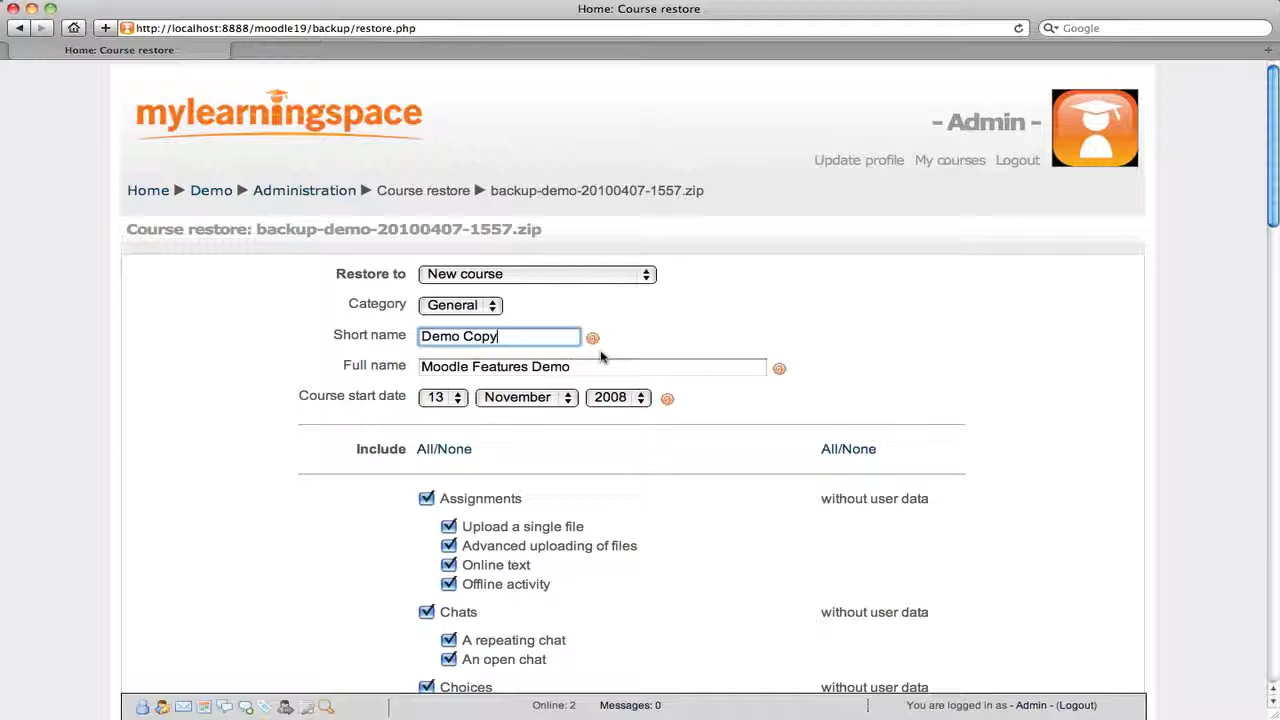 Home: Course restore
http://localhost:8888/moodle19/backup/restore.php
Google
Home: Course restore
mylearningspace
- Admin -
Update profile My courses Logout
Home ► Demo ► Administration ► Course restore ► backup-demo-20100407-1557.zip
Course restore: backup-demo-20100407-1557.zip
Restore to New course
Category General
Short name Demo Copy
Full name Moodle Features Demo
Course start date 13 November 2008
Include All/None All/None
Assignments without user data
Upload a single file
Advanced uploading of files
Online text
Offline activity
Chats without user data
A repeating chat
An open chat
Choices without user data
Online: 2 Messages: 0 You are logged in as - Admin - (Logout)